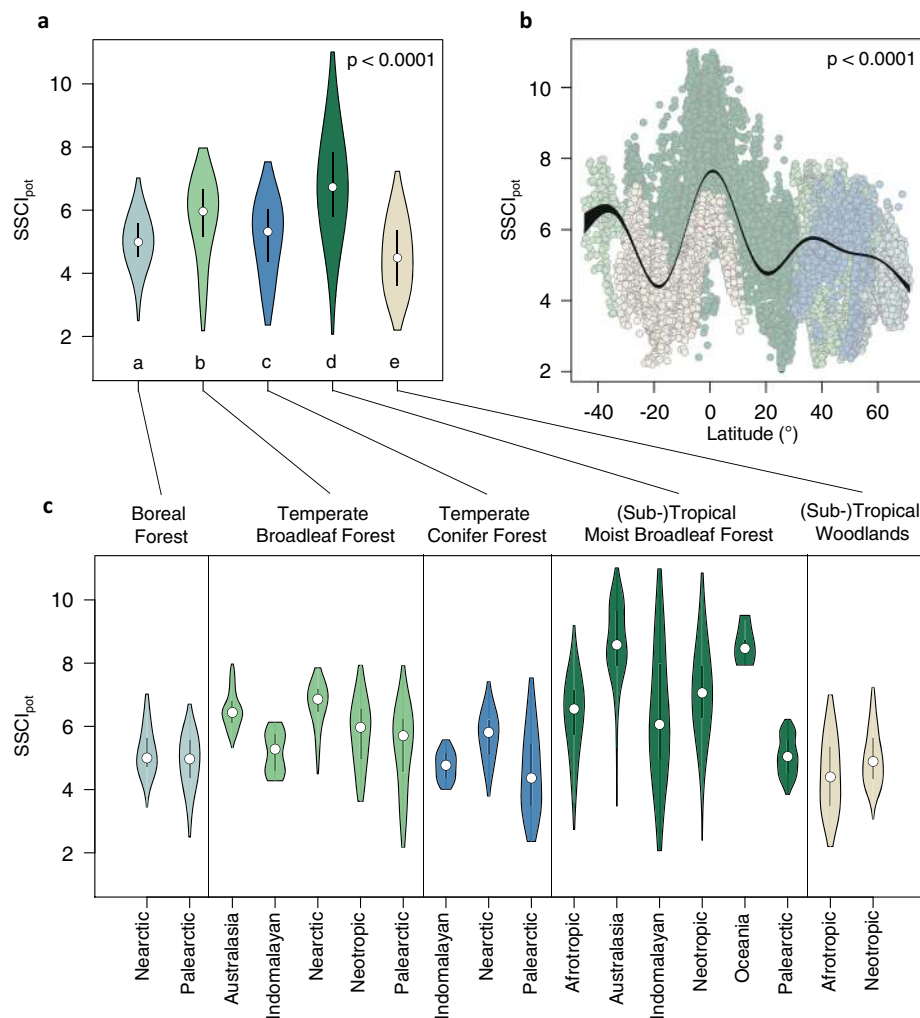 a
p < 0.0001
SSCIpot
10
8
6
4
2
a b c d e
b
p < 0.0001
SSCIpot
10
8
6
4
2
-40 -20 0 20 40 60
Latitude (°)
c
Boreal
Forest
Temperate
Broadleaf Forest
Temperate
Conifer Forest
(Sub-)Tropical
Moist Broadleaf Forest
(Sub-)Tropical
Woodlands
SSCIpot
10
8
6
4
2
Nearctic
Palearctic
Australasia
Indomalayan
Nearctic
Neotropic
Palearctic
Indomalayan
Nearctic
Palearctic
Afrotropic
Australasia
Indomalayan
Neotropic
Oceania
Palearctic
Afrotropic
Neotropic